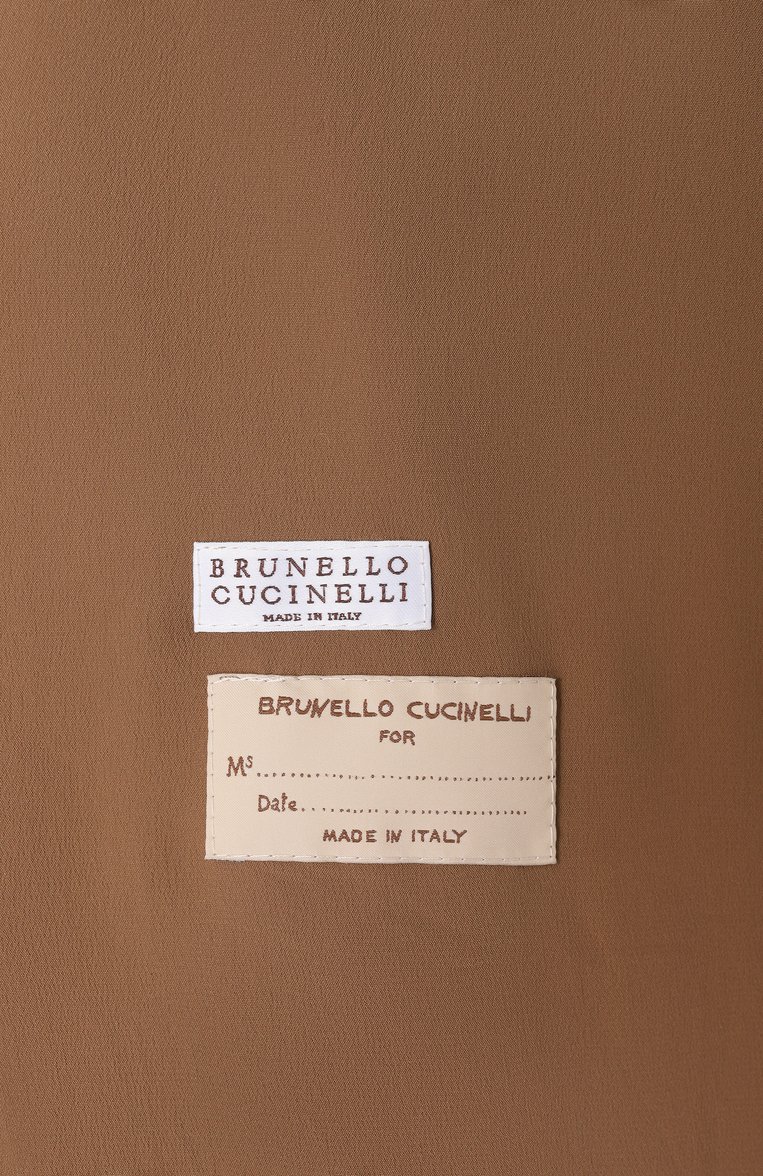 BRUNELLO
CUCINELLI
MADE IN ITALY
BRUNELLO CUCINELLI
FOR
Ms..............................................
Date................................
MADE IN ITALY